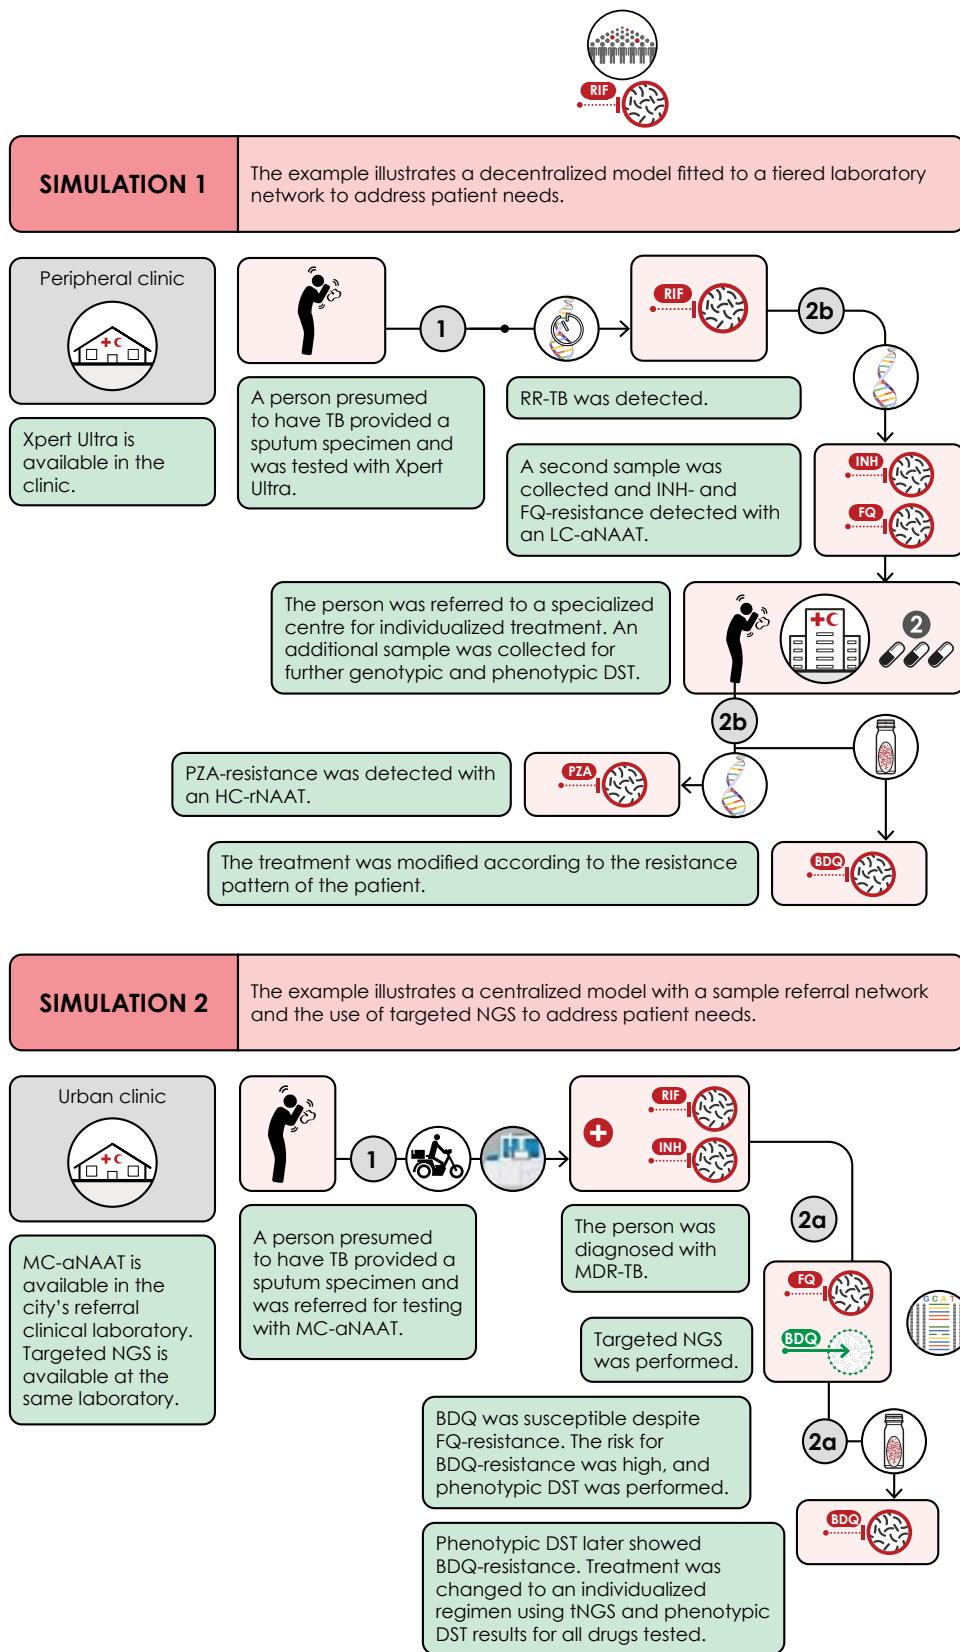 RIF
SIMULATION 1
The example illustrates a decentralized model fitted to a tiered laboratory
network to address patient needs.
Peripheral clinic
Xpert Ultra is
available in the
clinic.
1
A person presumed
to have TB provided a
sputum specimen and
was tested with Xpert
Ultra.
RIF
2b
RR-TB was detected.
A second sample was
collected and INH- and
FQ-resistance detected with
an LC-aNAAT.
INH
FQ
The person was referred to a specialized
centre for individualized treatment. An
additional sample was collected for
further genotypic and phenotypic DST.
2
2b
PZA-resistance was detected with
an HC-rNAAT.
PZA
The treatment was modified according to the resistance
pattern of the patient.
BDQ
SIMULATION 2
The example illustrates a centralized model with a sample referral network
and the use of targeted NGS to address patient needs.
Urban clinic
MC-aNAAT is
available in the
city's referral
clinical laboratory.
Targeted NGS is
available at the
same laboratory.
1
A person presumed
to have TB provided a
sputum specimen and
was referred for testing
with MC-aNAAT.
RIF
INH
The person was
diagnosed with
MDR-TB.
2a
Targeted NGS
was performed.
FQ
BDQ
G C A T
BDQ was susceptible despite
FQ-resistance. The risk for
BDQ-resistance was high, and
phenotypic DST was performed.
2a
Phenotypic DST later showed
BDQ-resistance. Treatment was
changed to an individualized
regimen using tNGS and phenotypic
DST results for all drugs tested.
BDQ